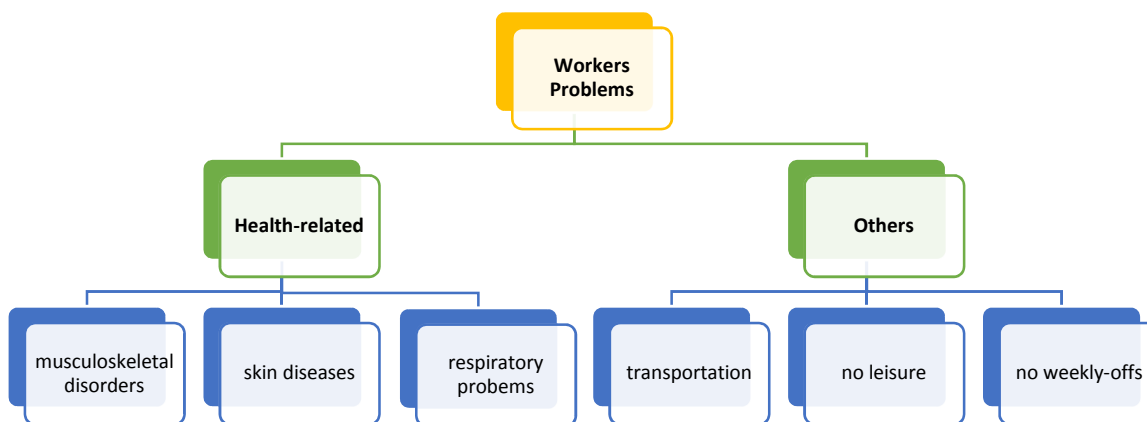 Workers
Problems
Health-related
Others
musculoskeletal
disorders
skin diseases
respiratory
probems
transportation
no leisure
no weekly-offs